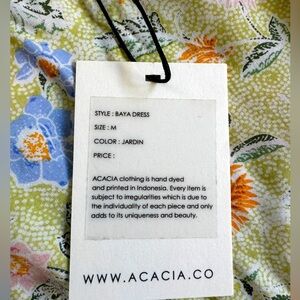 STYLE : BAYA DRESS
SIZE : M
COLOR : JARDIN
PRICE :
ACACIA clothing is hand dyed
and printed in Indonesia. Every item is
subject to irregularities which is due to
the individuality of each piece and only
adds to its uniqueness and beauty.
WWW.ACACIA.CO